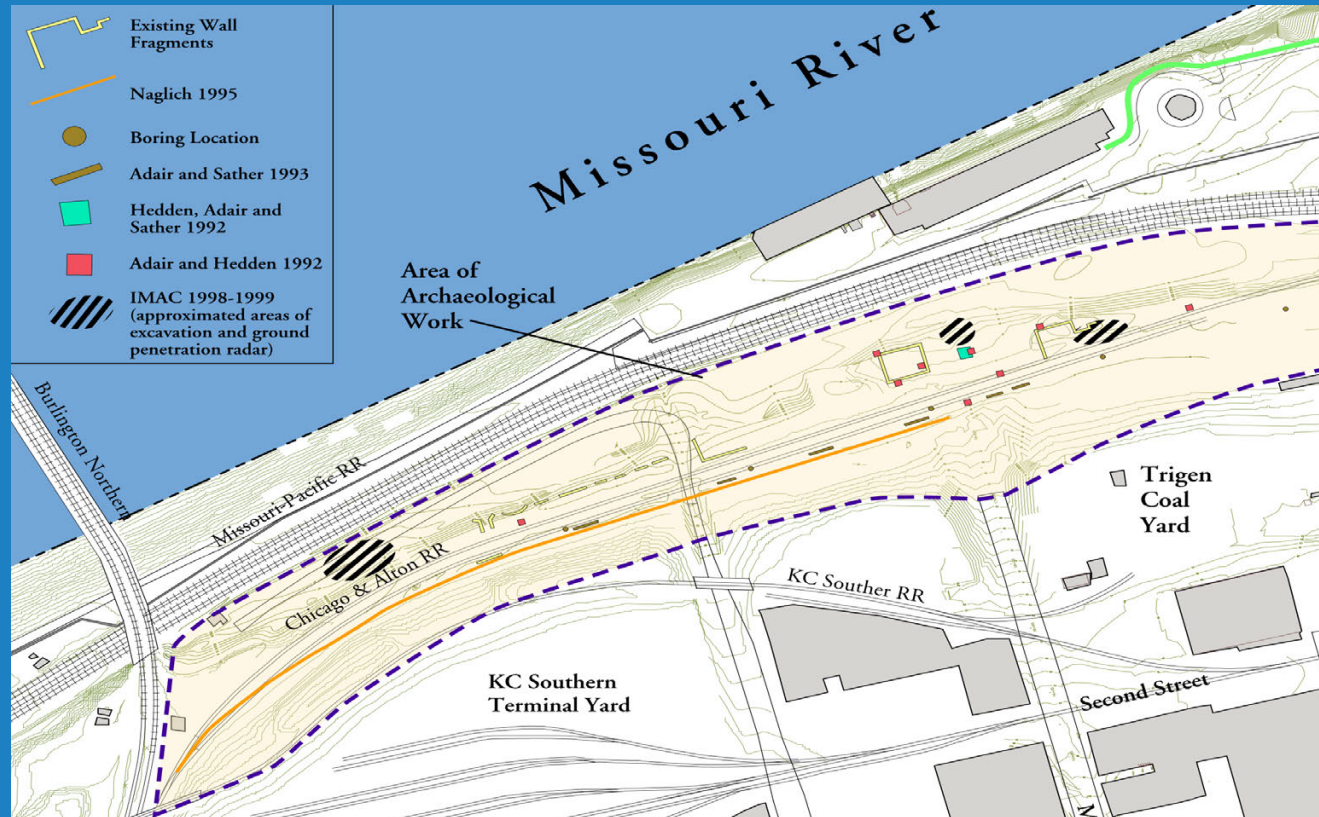 Existing Wall
Fragments
Naglich 1995
Boring Location
Adair and Sather 1993
Hedden, Adair and
Sather 1992
Adair and Hedden 1992
IMAC 1998-1999
(approximated areas of
excavation and ground
penetration radar)
Missouri River
Area of
Archaeological
Work
Burlington Northern
Missouri-Pacific RR
Chicago & Alton RR
KC Souther RR
Trigen
Coal
Yard
KC Southern
Terminal Yard
Second Street
M